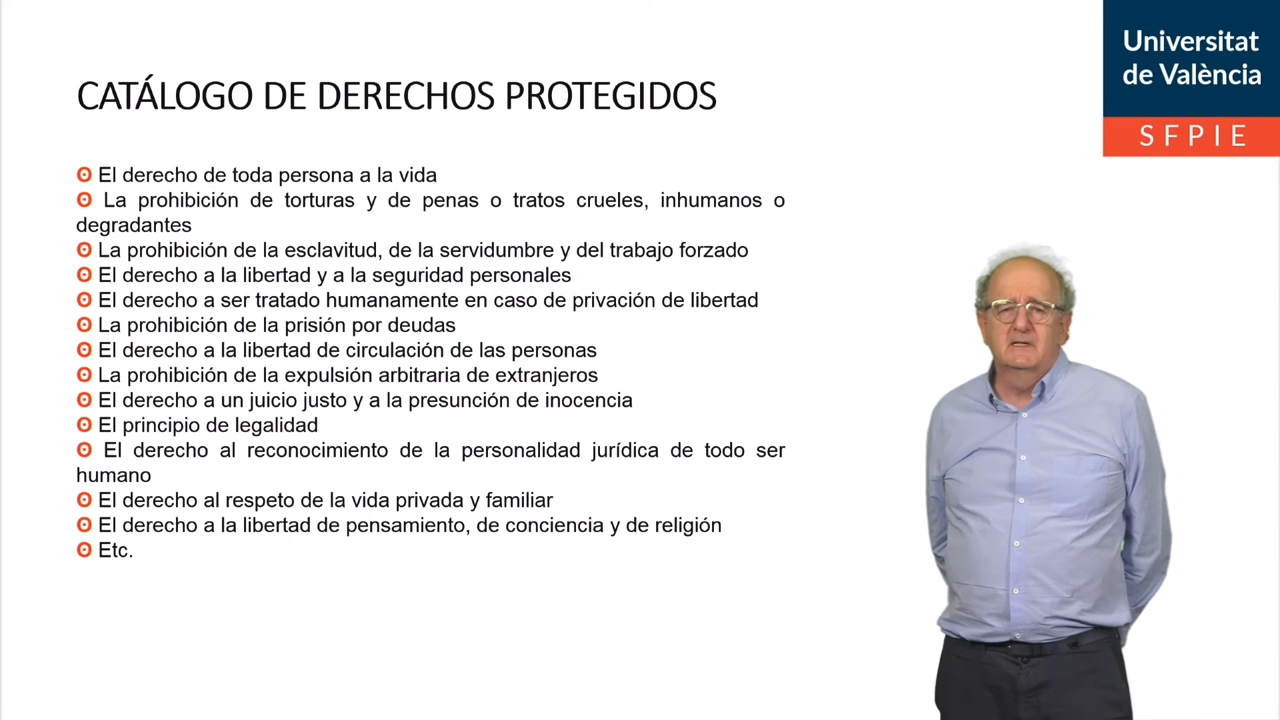 Universitat
de València
SFPIE
CATÁLOGO DE DERECHOS PROTEGIDOS
ʘ El derecho de toda persona a la vida
ʘ La prohibición de torturas y de penas o tratos crueles, inhumanos o
degradantes
ʘ La prohibición de la esclavitud, de la servidumbre y del trabajo forzado
ʘ El derecho a la libertad y a la seguridad personales
ʘ El derecho a ser tratado humanamente en caso de privación de libertad
ʘ La prohibición de la prisión por deudas
ʘ El derecho a la libertad de circulación de las personas
ʘ La prohibición de la expulsión arbitraria de extranjeros
ʘ El derecho a un juicio justo y a la presunción de inocencia
ʘ El principio de legalidad
ʘ El derecho al reconocimiento de la personalidad jurídica de todo ser
humano
ʘ El derecho al respeto de la vida privada y familiar
ʘ El derecho a la libertad de pensamiento, de conciencia y de religión
ʘ Etc.